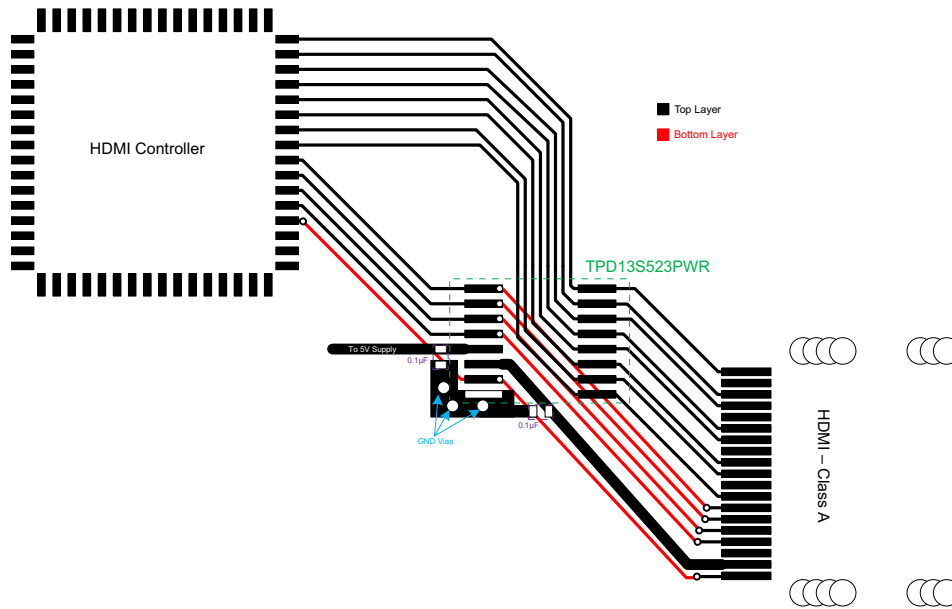 Top Layer
HDMI Controller
Bottom Layer
TPD13S523PWR
To 5V Supply
0.1µF
HDMI – Class A
GND Vias
0.1µF